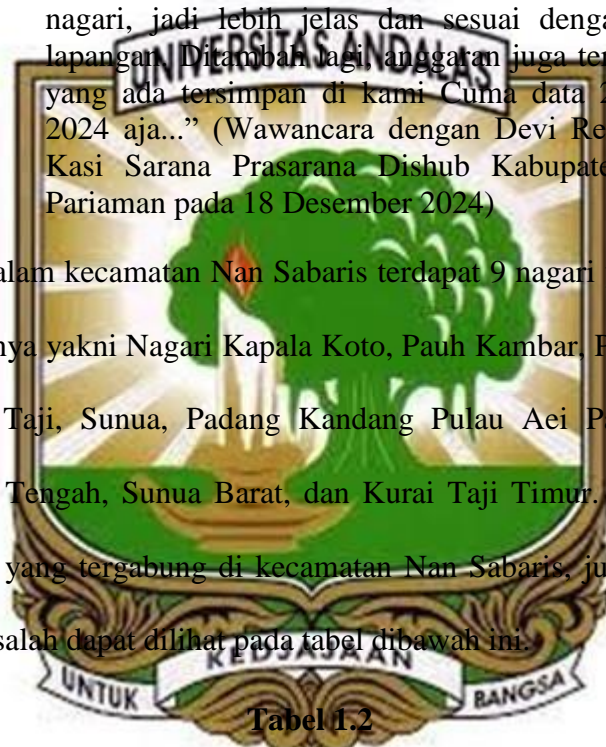 nagari, jadi lebih jelas dan sesuai deng
lapangan. Ditambah lagi, anggaran juga ter
UNIVERSITAS ANDALAS
yang ada tersimpan di kami Cuma data
2024 aja...” (Wawancara dengan Devi Re
Kasi Sarana Prasarana Dishub Kabupate
Pariaman pada 18 Desember 2024)
alam kecamatan Nan Sabaris terdapat 9 nagari
nya yakni Nagari Kapala Koto, Pauh Kambar,
Taji, Sunua, Padang Kandang Pulau Aei
Tengah, Sunua Barat, dan Kurai Taji Timur.
yang tergabung di kecamatan Nan Sabaris, ju
salah dapat dilihat pada tabel dibawah ini.
KEDJAJAAN
UNTUK BANGSA
Tabel 1.2